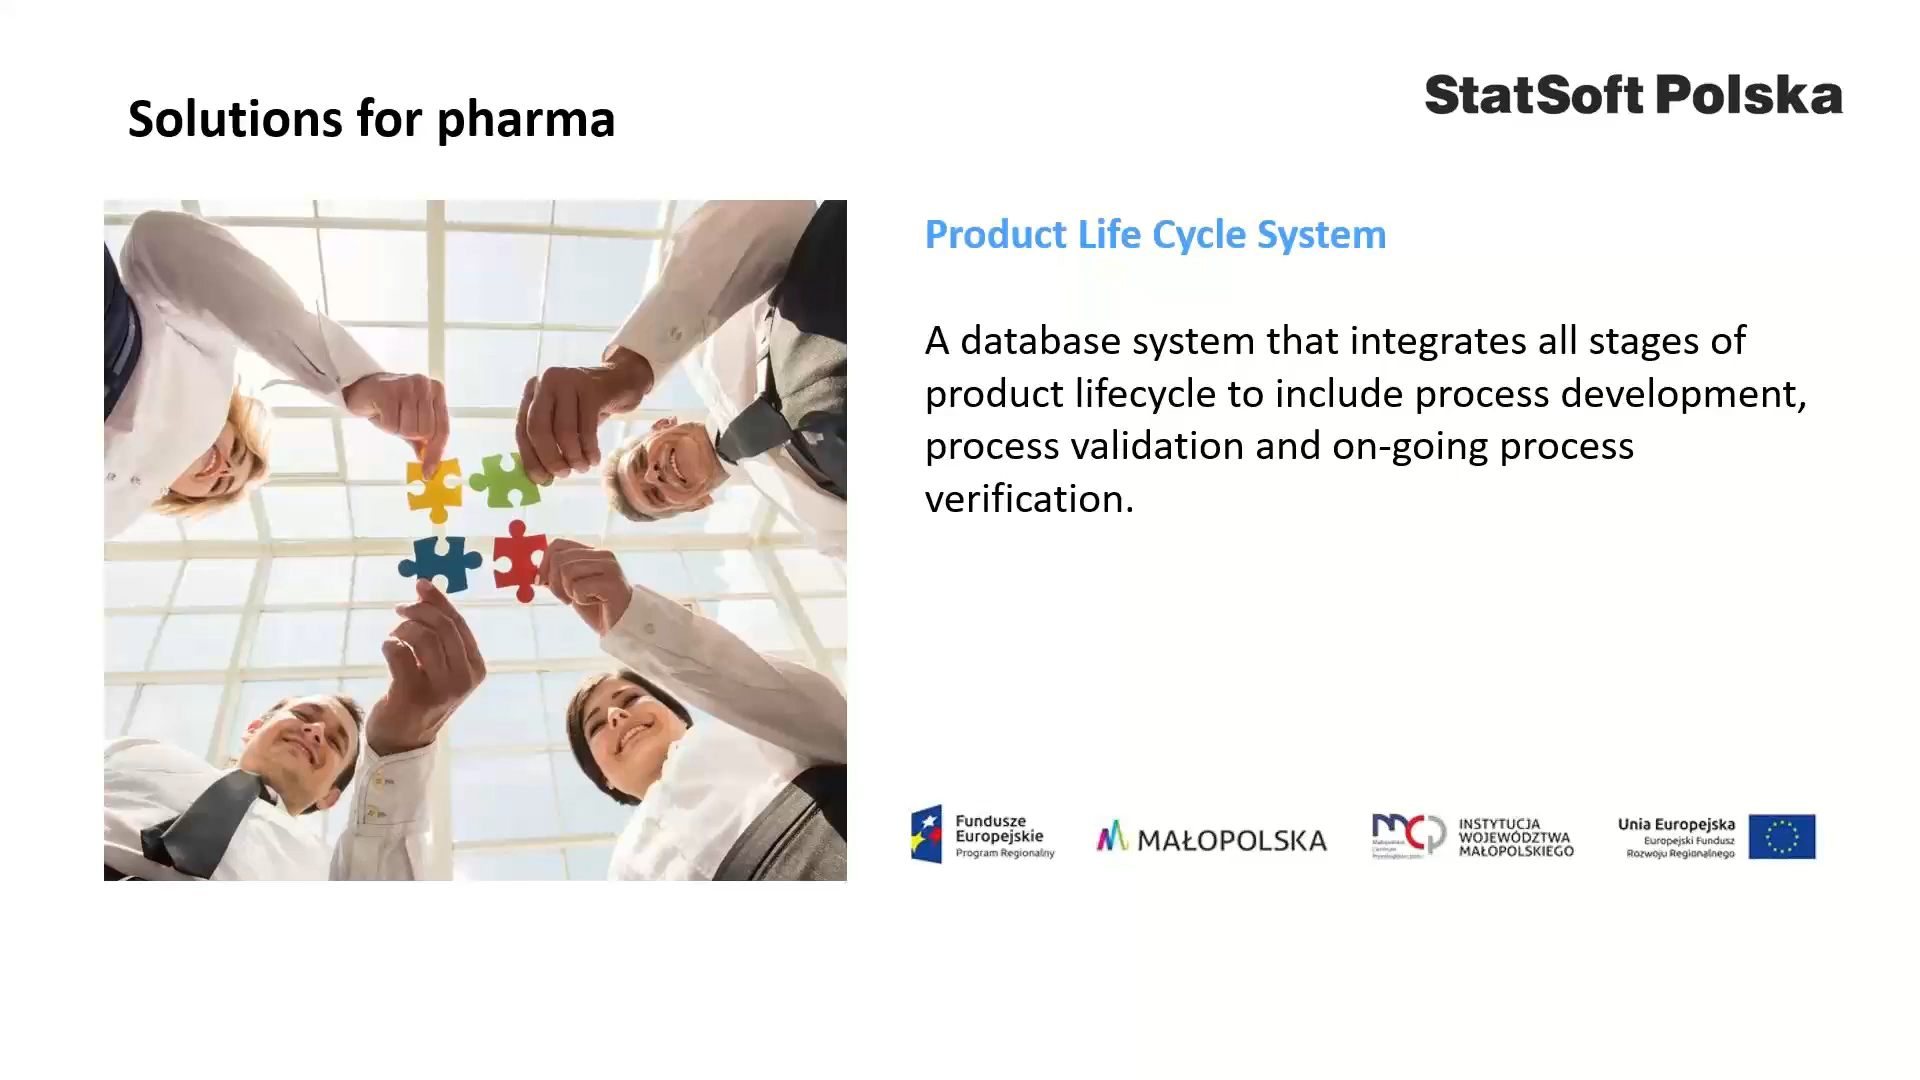 Solutions for pharma
StatSoft Polska
Product Life Cycle System
A database system that integrates all stages of
product lifecycle to include process development,
process validation and on-going process
verification.
Fundusze
Europejskie
Program Regionalny
MAŁOPOLSKA
INSTYTUCJA
WOJEWÓDZTWA
MAŁOPOLSKIEGO
Unia Europejska
Europejski Fundusz
Rozwoju Regionalnego